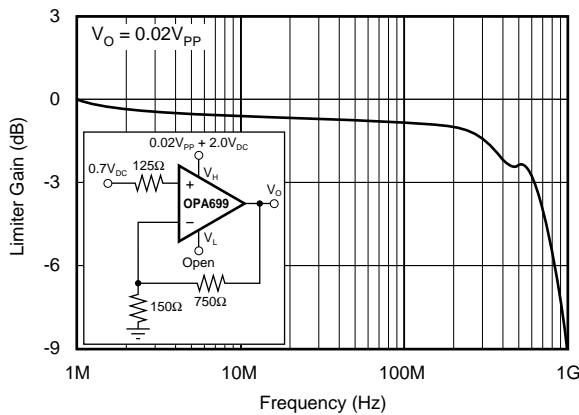 3
V_O = 0.02V_PP
0
-3
-6
-9
Limiter Gain (dB)
0.02V_PP + 2.0V_DC
0.7V_DC
125Ω
V_H
V_O
+
OPA699
−
V_L
Open
750Ω
150Ω
1M
10M
100M
1G
Frequency (Hz)